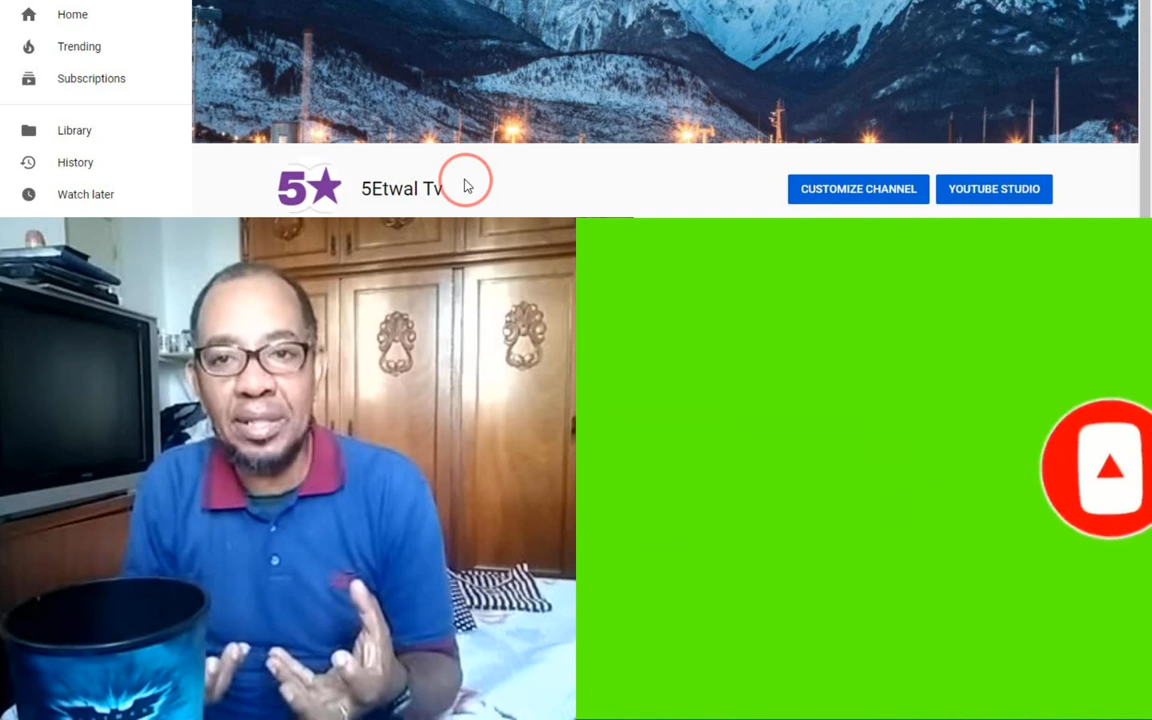 Home
Trending
Subscriptions
Library
History
Watch later
5
5Etwal Tv
CUSTOMIZE CHANNEL
YOUTUBE STUDIO